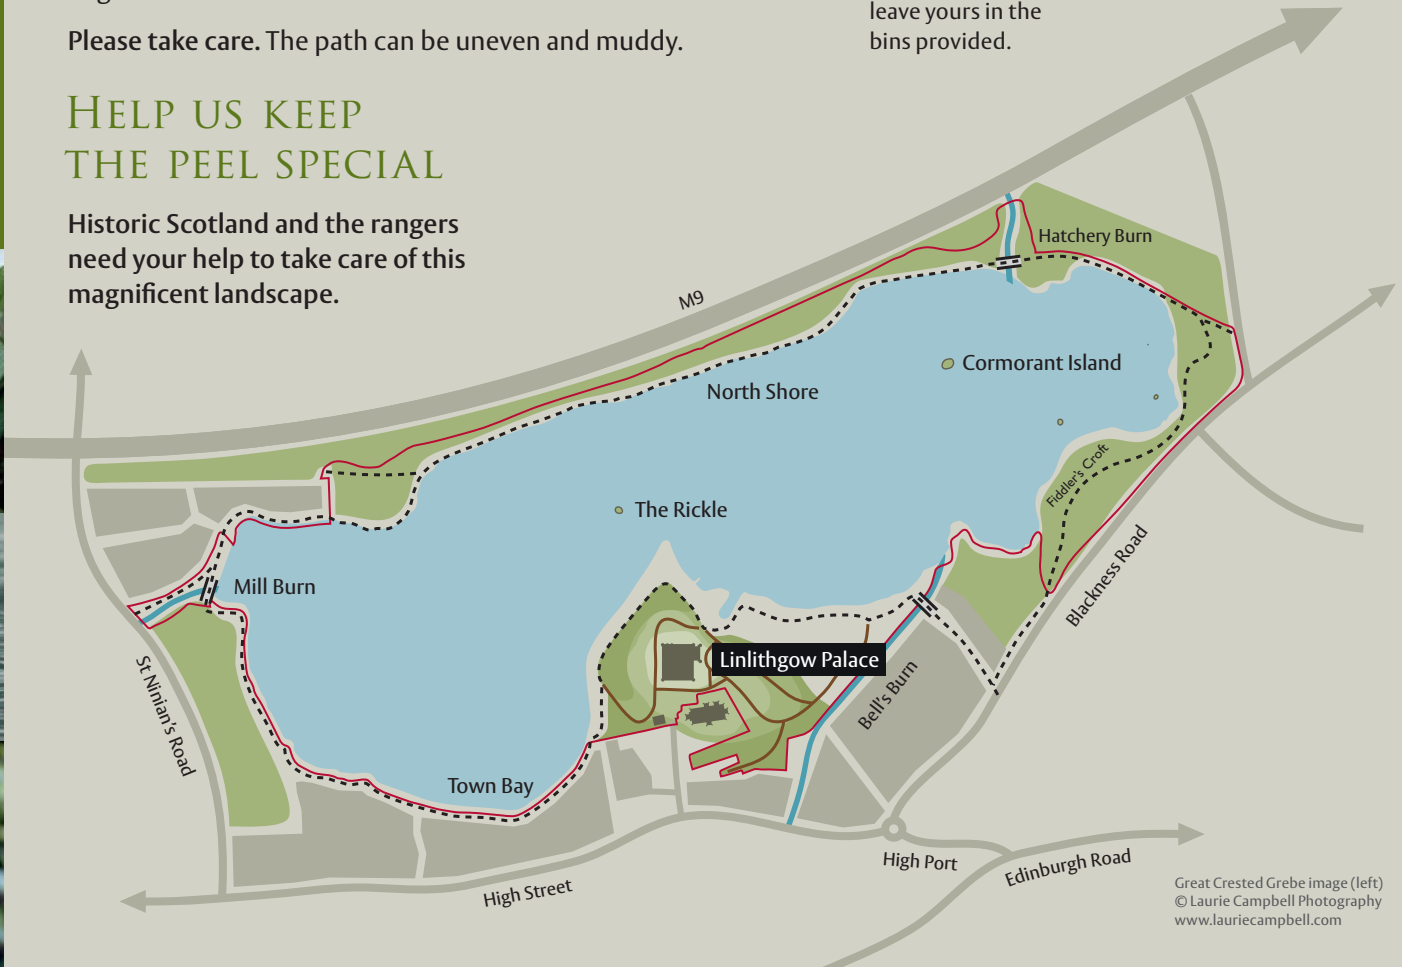 leave yours in the
bins provided.
Please take care. The path can be uneven and muddy.
HELP US KEEP
THE PEEL SPECIAL
Historic Scotland and the rangers
need your help to take care of this
magnificent landscape.
M9
Hatchery Burn
Cormorant Island
North Shore
Fiddler's Croft
The Rickle
Mill Burn
Blackness Road
Linlithgow Palace
St Ninian's Road
Bell's Burn
Town Bay
High Port
Edinburgh Road
High Street
Great Crested Grebe image (left)
© Laurie Campbell Photography
www.lauriecampbell.com